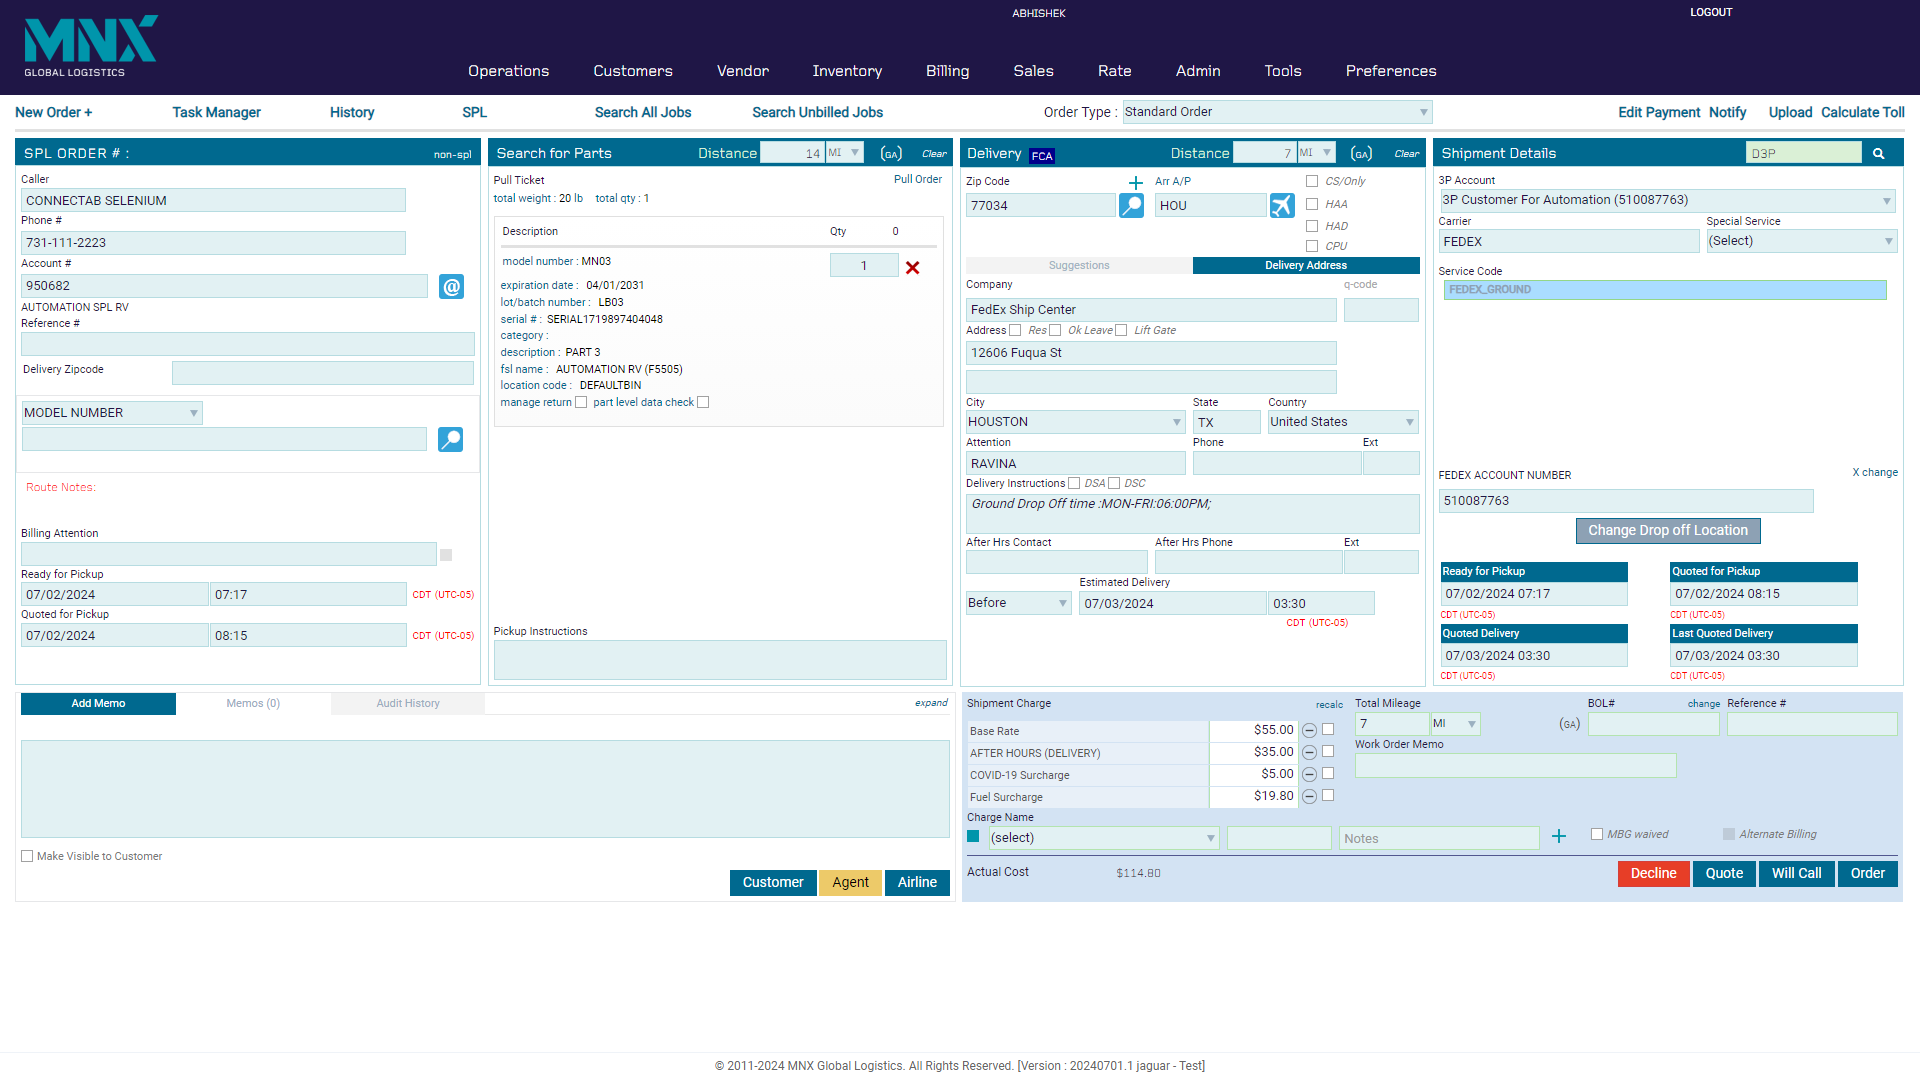 MNX
GLOBAL LOGISTICS
ABHISHEK
LOGOUT
Operations Customers Vendor Inventory Billing Sales Rate Admin Tools Preferences
New Order + Task Manager History SPL Search All Jobs Search Unbilled Jobs Order Type : Standard Order Edit Payment Notify Upload Calculate Toll
SPL ORDER # : non-spl
Caller
CONNECTAB SELENIUM
Phone #
731-111-2223
Account #
950682 @
AUTOMATION SPL RV
Reference #
Delivery Zipcode
MODEL NUMBER
Route Notes:
Billing Attention
Ready for Pickup
07/02/2024 07:17 CDT (UTC-05)
Quoted for Pickup
07/02/2024 08:15 CDT (UTC-05)
Search for Parts Distance 14 MI (GA) Clear
Pull Ticket Pull Order
total weight : 20 lb total qty : 1
Description Qty 0
model number : MN03 1
expiration date : 04/01/2031
lot/batch number : LB03
serial # : SERIAL1719897404048
category :
description : PART 3
fsl name : AUTOMATION RV (F5505)
location code : DEFAULTBIN
manage return part level data check
Pickup Instructions
Delivery FCA Distance 7 MI (GA) Clear
Zip Code Arr A/P CS/Only
77034 HOU HAA
HAD
CPU
Suggestions Delivery Address
Company q-code
FedEx Ship Center
Address Res Ok Leave Lift Gate
12606 Fuqua St
City State Country
HOUSTON TX United States
Attention Phone Ext
RAVINA
Delivery Instructions DSA DSC
Ground Drop Off time :MON-FRI:06:00PM;
After Hrs Contact After Hrs Phone Ext
Estimated Delivery
Before 07/03/2024 03:30
CDT (UTC-05)
Shipment Details D3P
3P Account
3P Customer For Automation (510087763)
Carrier Special Service
FEDEX (Select)
Service Code
FEDEX_GROUND
FEDEX ACCOUNT NUMBER X change
510087763
Change Drop off Location
Ready for Pickup Quoted for Pickup
07/02/2024 07:17 07/02/2024 08:15
CDT (UTC-05) CDT (UTC-05)
Quoted Delivery Last Quoted Delivery
07/03/2024 03:30 07/03/2024 03:30
CDT (UTC-05) CDT (UTC-05)
Add Memo Memos (0) Audit History expand
Make Visible to Customer
Customer Agent Airline
Shipment Charge recalc Total Mileage BOL# change Reference #
Base Rate $55.00 7 MI (GA)
AFTER HOURS (DELIVERY) $35.00 Work Order Memo
COVID-19 Surcharge $5.00
Fuel Surcharge $19.80
Charge Name
(select) Notes MBG waived Alternate Billing
Actual Cost $114.80 Decline Quote Will Call Order
© 2011-2024 MNX Global Logistics. All Rights Reserved. [Version : 20240701.1 jaguar - Test]